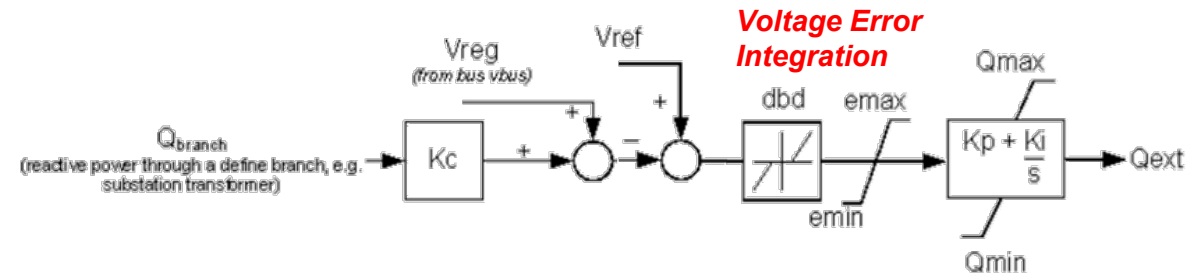 Voltage Error
Integration
Vreg
(from bus vbus)
Vref
Qmax
dbd
emax
+
+
Qbranch
(reactive power through a define branch, e.g.
substation transformer)
Kc
+
−
Kp + Ki
s
Qext
emin
Qmin